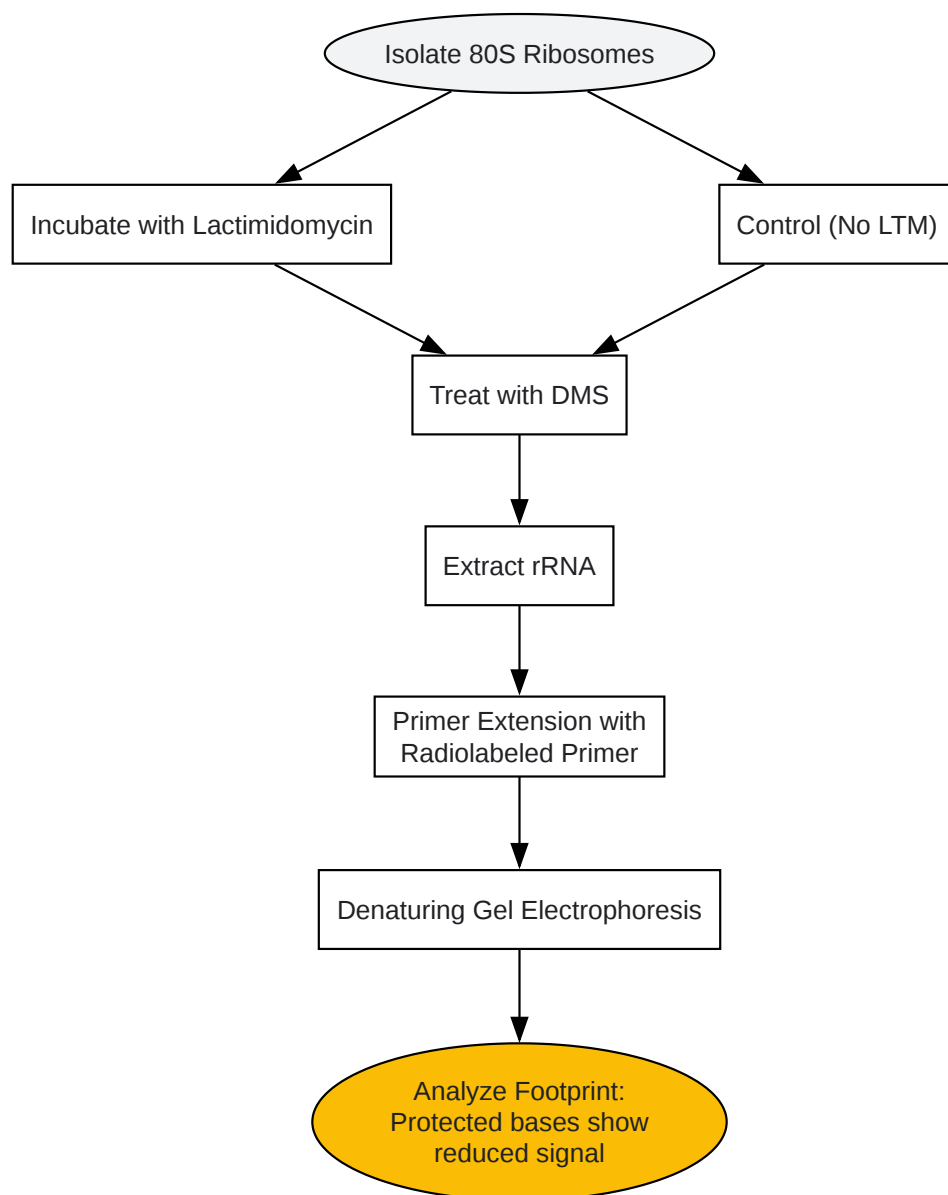 Isolate 80S Ribosomes
Incubate with Lactimidomycin
Control (No LTM)
Treat with DMS
Extract rRNA
Primer Extension with
Radiolabeled Primer
Denaturing Gel Electrophoresis
Analyze Footprint:
Protected bases show
reduced signal